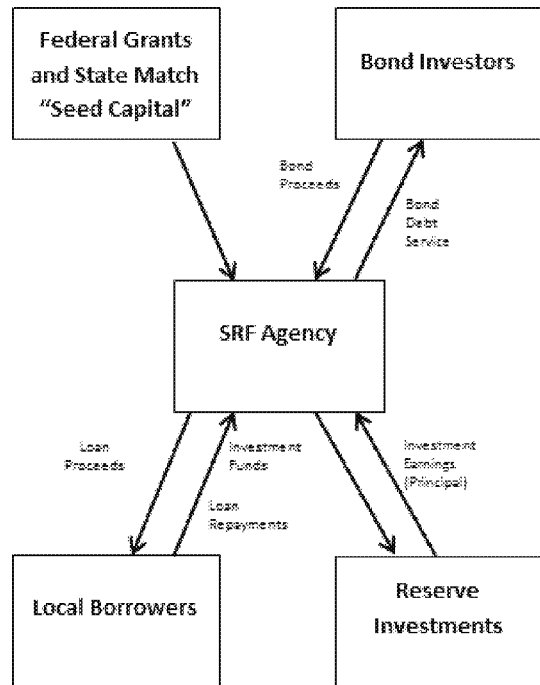 Federal Grants
and State Match
“Seed Capital”
Bond Investors
Bond
Proceeds
Bond
Debt
Service
SRF Agency
Loan
Proceeds
Investment
Funds
Loan
Repayments
Investment
Earnings
(Principal)
Local Borrowers
Reserve
Investments